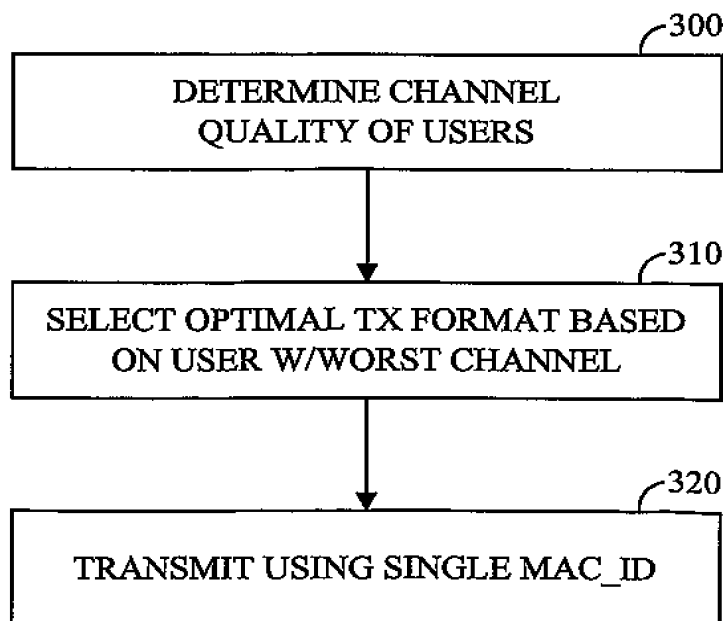 300
DETERMINE CHANNEL
QUALITY OF USERS
310
SELECT OPTIMAL TX FORMAT BASED
ON USER W/WORST CHANNEL
320
TRANSMIT USING SINGLE MAC_ID